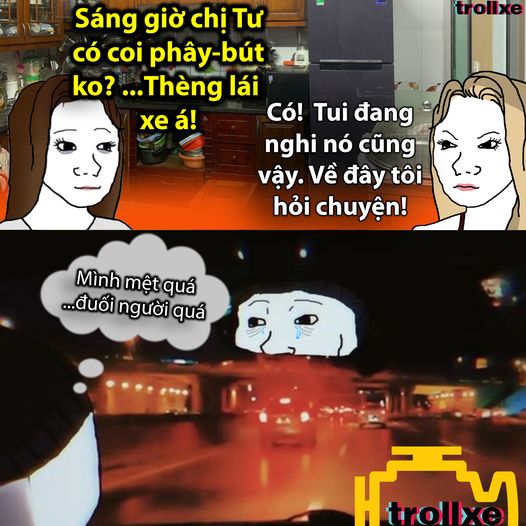 trollxe
Sáng giờ chị Tư
có coi phây-bút
ko? ...Thèng lái
xe á!
Có! Tui đang
nghi nó cũng
vậy. Về đây tôi
hỏi chuyện!
Mình mệt quá
...đuối người quá
trollxe